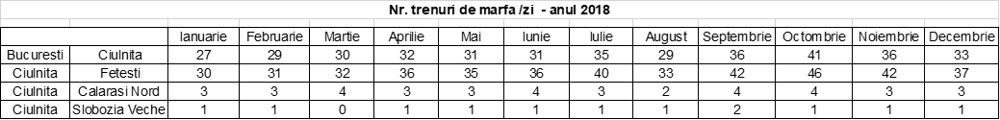 Nr. trenuri de marfa /zi - anul 2018
Ianuarie Februarie Martie Aprilie Mai Iunie Iulie August Septembrie Octombrie Noiembrie Decembrie
Bucuresti Ciulnita 27 29 30 32 31 31 35 29 36 41 36 33
Ciulnita Fetesti 30 31 32 36 35 36 40 33 42 46 42 37
Ciulnita Calarasi Nord 3 3 4 3 3 4 3 2 4 4 3 3
Ciulnita Slobozia Veche 1 1 0 1 1 1 1 1 2 1 1 1